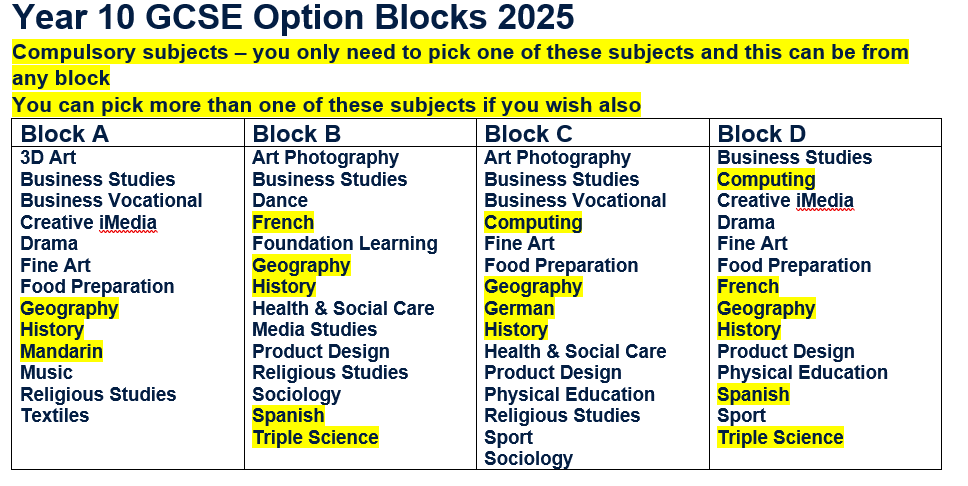 Year 10 GCSE Option Blocks 2025
Compulsory subjects – you only need to pick one of these subjects and this can be from
any block
You can pick more than one of these subjects if you wish also
Block A
3D Art
Business Studies
Business Vocational
Creative iMedia
Drama
Fine Art
Food Preparation
Geography
History
Mandarin
Music
Religious Studies
Textiles
Block B
Art Photography
Business Studies
Dance
French
Foundation Learning
Geography
History
Health & Social Care
Media Studies
Product Design
Religious Studies
Sociology
Spanish
Triple Science
Block C
Art Photography
Business Studies
Business Vocational
Computing
Fine Art
Food Preparation
Geography
German
History
Health & Social Care
Product Design
Physical Education
Religious Studies
Sport
Sociology
Block D
Business Studies
Computing
Creative iMedia
Drama
Fine Art
Food Preparation
French
Geography
History
Product Design
Physical Education
Spanish
Sport
Triple Science